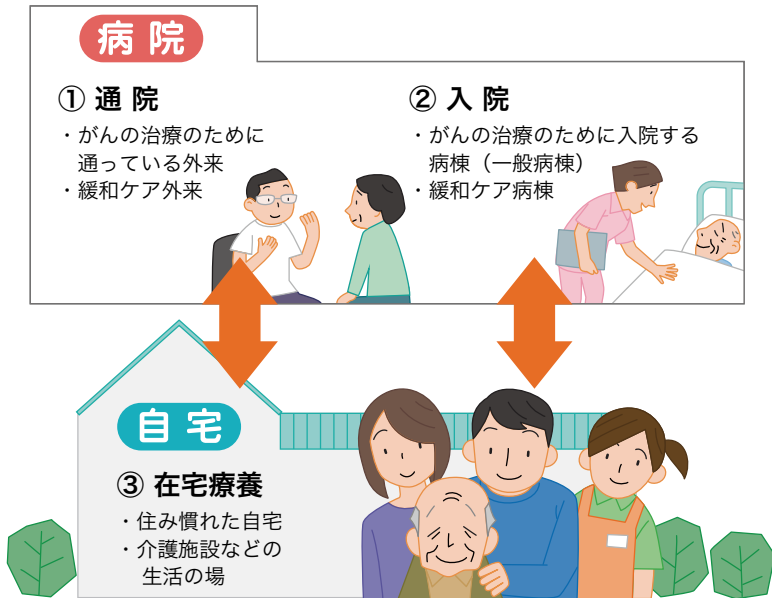 病院
① 通 院
・がんの治療のために
通っている外来
・緩和ケア外来
② 入 院
・がんの治療のために入院する
病棟（一般病棟）
・緩和ケア病棟
自宅
③ 在宅療養
・住み慣れた自宅
・介護施設などの
生活の場